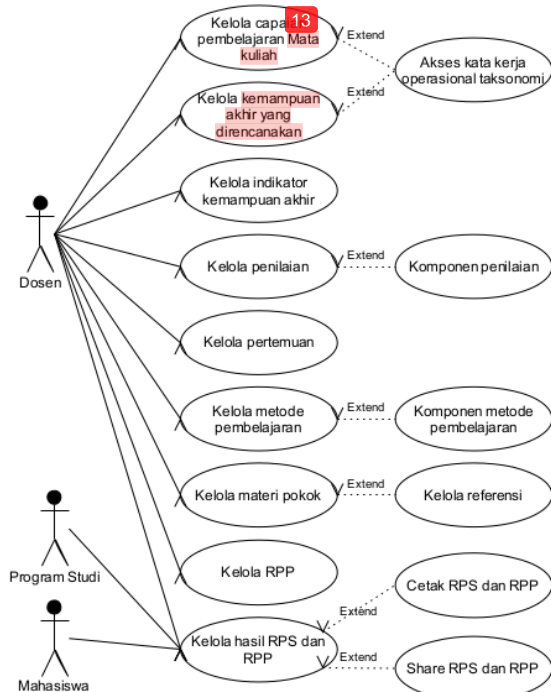 13
Kelola capaian
pembelajaran Mata
kuliah
Extend
Akses kata kerja
operasional taksonomi
Extend
Kelola kemampuan
akhir yang
direncanakan
Kelola indikator
kemampuan akhir
Dosen
Kelola penilaian
Extend
Komponen penilaian
Kelola pertemuan
Kelola metode
pembelajaran
Extend
Komponen metode
pembelajaran
Kelola materi pokok
Extend
Kelola referensi
Program Studi
Kelola RPP
Cetak RPS dan RPP
Extend
Mahasiswa
Kelola hasil RPS dan
RPP
Extend
Share RPS dan RPP